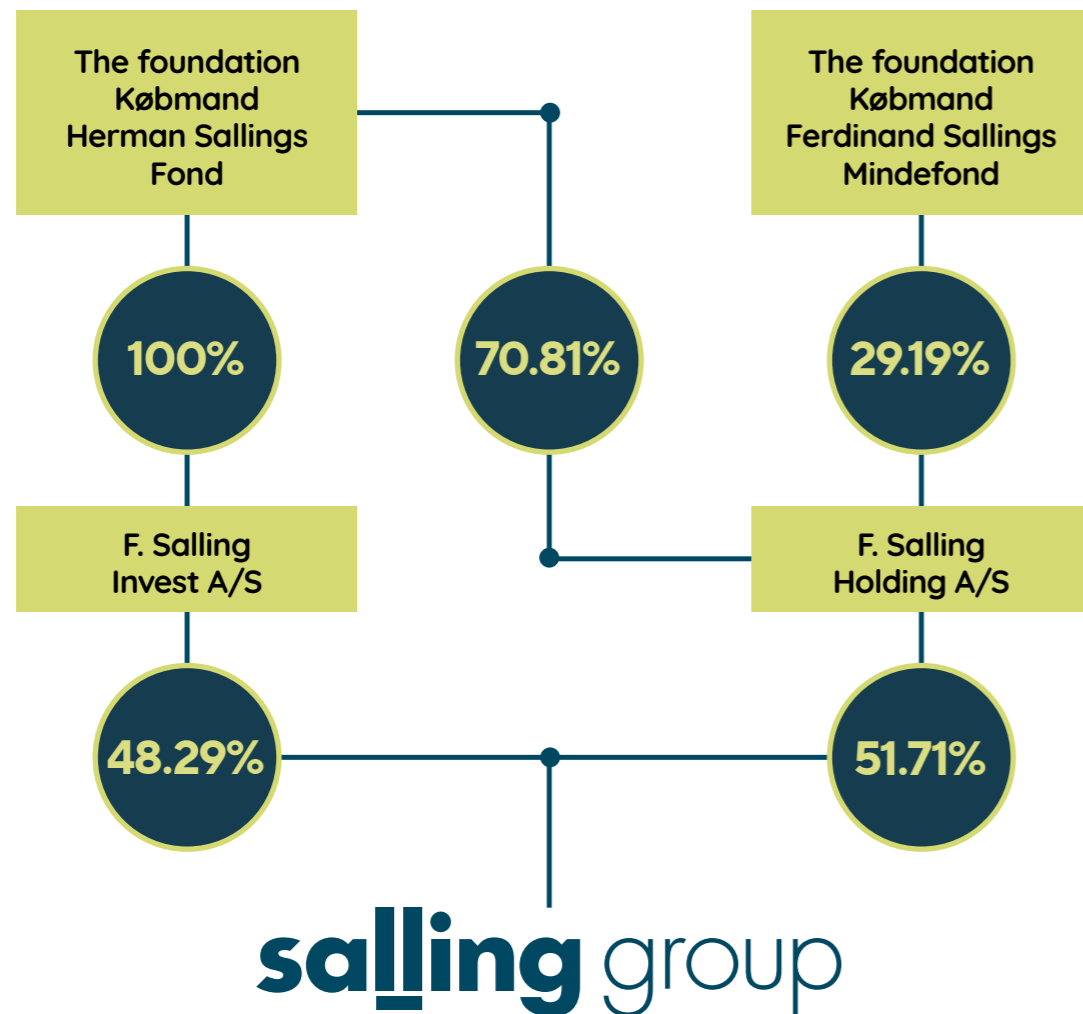 The foundation
Købmand
Herman Sallings
Fond
The foundation
Købmand
Ferdinand Sallings
Mindefond
100%
70.81%
29.19%
F. Salling
Invest A/S
F. Salling
Holding A/S
48.29%
51.71%
salling group